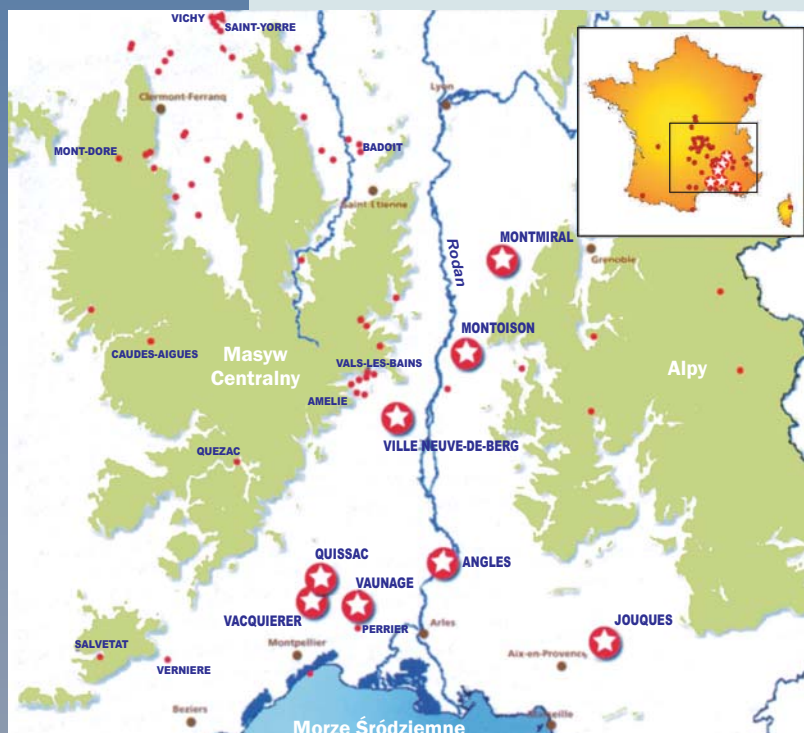 VICHY
SAINT-YORRE
Clermont-Ferranq
Lyon
MONT-DORE
BADOIT
Saint-Etienne
Rodan
MONTMIRAL
Grenoble
MONTOISON
CAUDES-AIGUES
Masyw
Centralny
VALS-LES-BAINS
Alpy
AMELIE
VILLE NEUVE-DE-BERG
QUEZAC
QUISSAC
ANGLES
VAUNAGE
VACQUIERER
PERRIER
Arles
JOUQUES
SALVETAT
Montpellier
VERNIERE
Aix-en-Provence
Beziers
Marseille
Morze Śródziemne